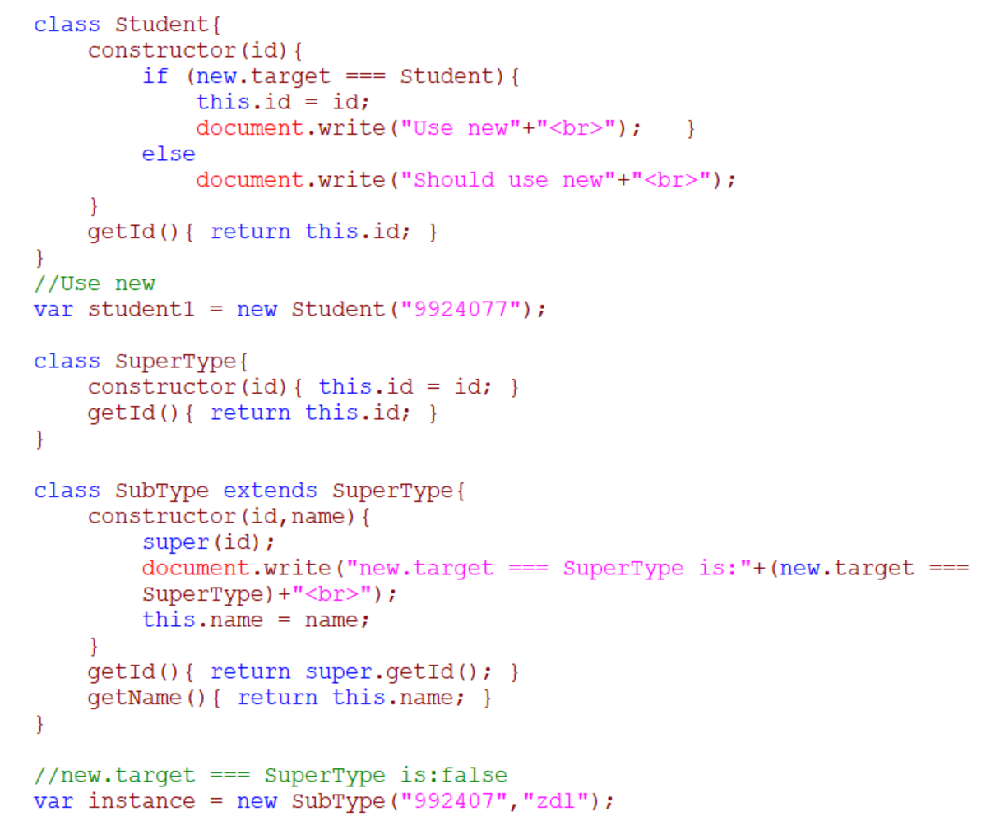 class Student{
    constructor(id){
        if (new.target === Student){
            this.id = id;
            document.write("Use new"+"<br>");   }
        else
            document.write("Should use new"+"<br>");
    }
    getId(){ return this.id; }
}
//Use new
var student1 = new Student("9924077");

class SuperType{
    constructor(id){ this.id = id; }
    getId(){ return this.id; }
}

class SubType extends SuperType{
    constructor(id,name){
        super(id);
        document.write("new.target === SuperType is:"+(new.target ===
        SuperType)+"<br>");
        this.name = name;
    }
    getId(){ return super.getId(); }
    getName(){ return this.name; }
}

//new.target === SuperType is:false
var instance = new SubType("992407","zdl");